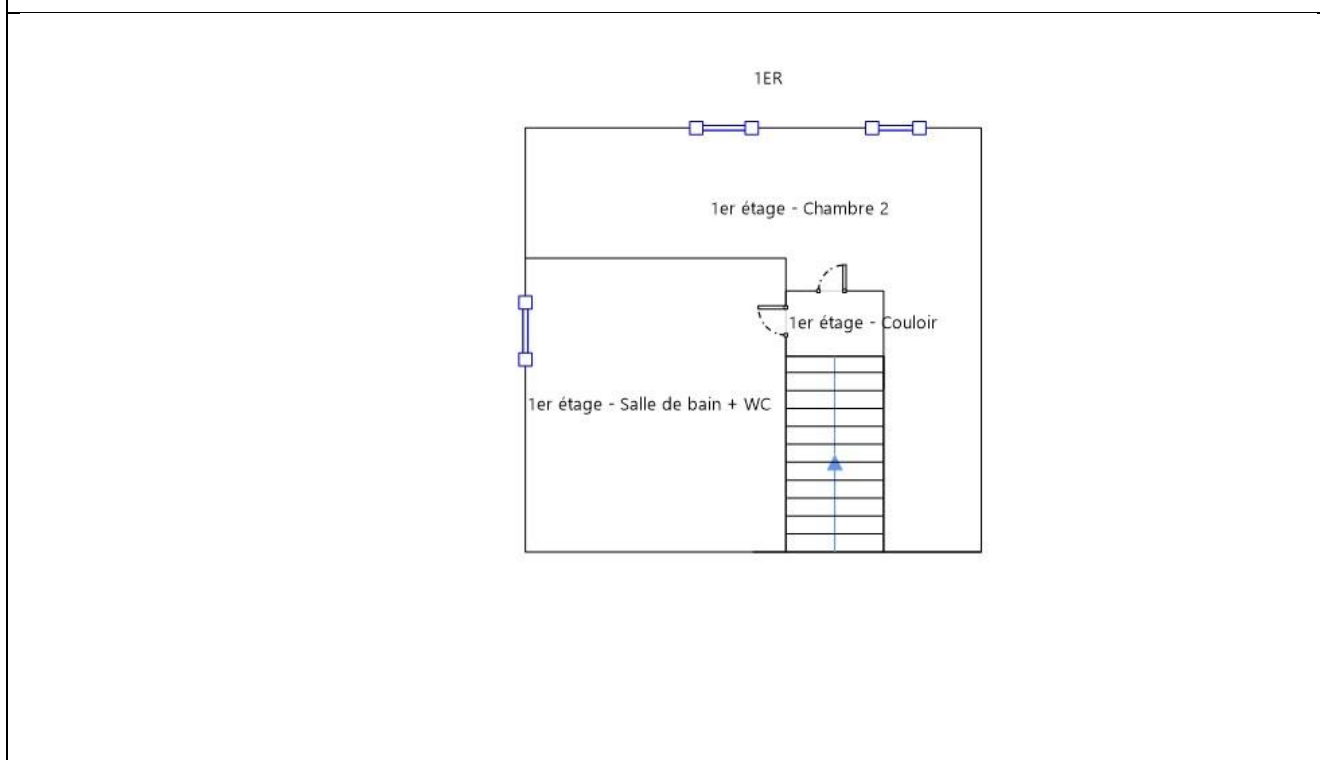 1ER
1er étage - Chambre 2
1er étage - Couloir
1er étage - Salle de bain + WC